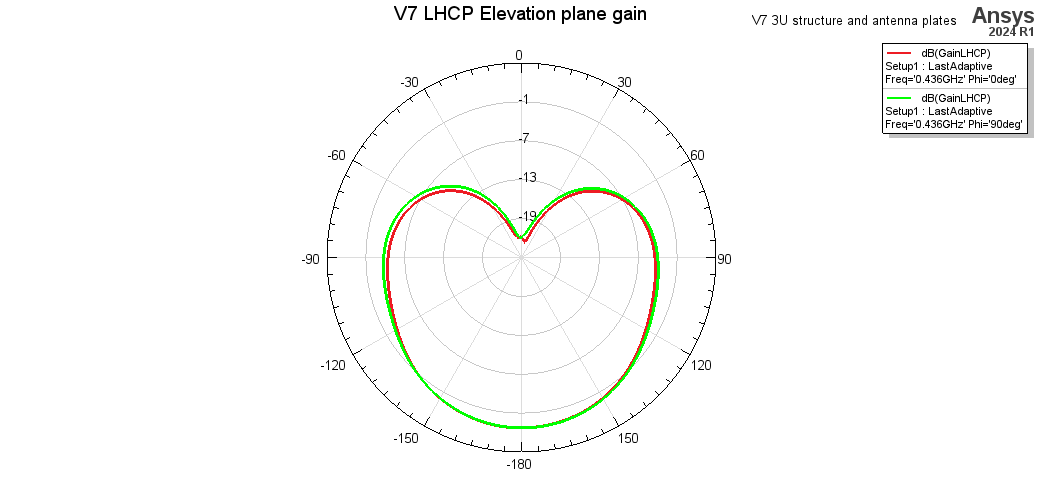 V7 LHCP Elevation plane gain
V7 3U structure and antenna plates
Ansys
2024 R1
dB(GainLHCP)
Setup1 : LastAdaptive
Freq='0.436GHz' Phi='0deg'
dB(GainLHCP)
Setup1 : LastAdaptive
Freq='0.436GHz' Phi='90deg'
0
-30
30
-1
-7
-60
60
-13
-19
-90
90
-120
120
-150
150
-180